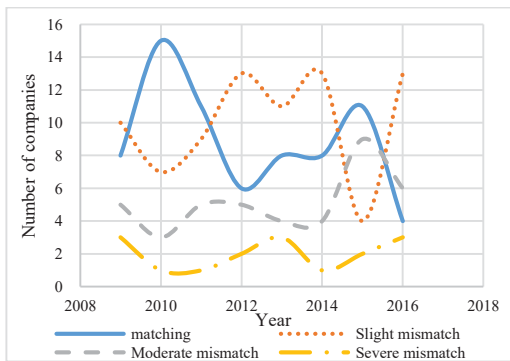 Number of companies
16
14
12
10
8
6
4
2
0
2008 2010 2012 2014 2016 2018
Year
matching Slight mismatch
Moderate mismatch Severe mismatch